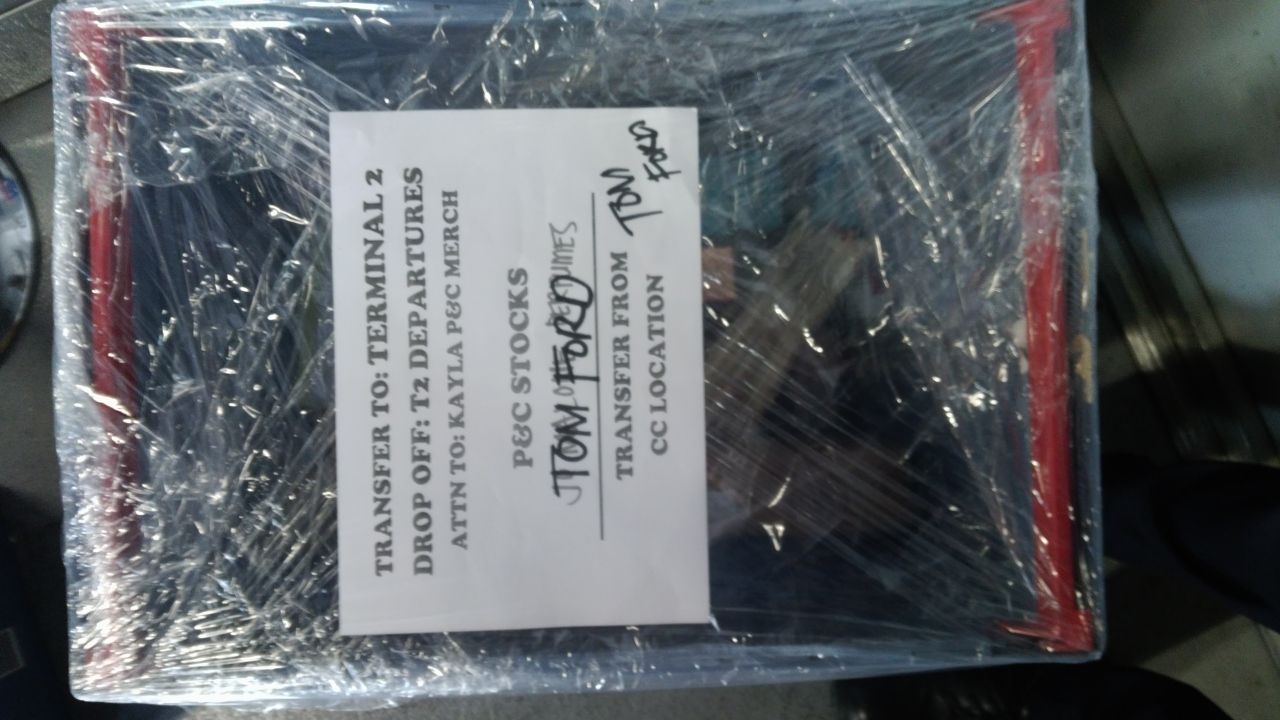 TRANSFER TO: TERMINAL 2
DROP OFF: T2 DEPARTURES
ATTN TO: KAYLA P&C MERCH
P&C STOCKS
TOM FORD
TRANSFER FROM TOM FORD
CC LOCATION